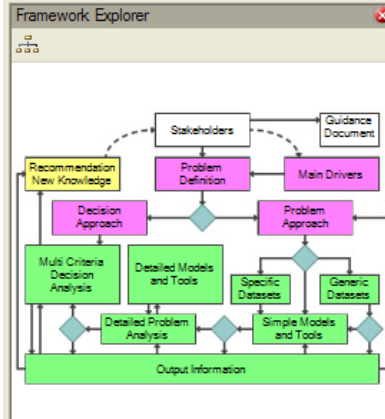 Framework Explorer
Stakeholders
Guidance
Document
Recommendation
New Knowledge
Problem
Definition
Main Drivers
Decision
Approach
Problem
Approach
Multi Criteria
Decision
Analysis
Detailed Models
and Tools
Specific
Datasets
Generic
Datasets
Detailed Problem
Analysis
Simple Models
and Tools
Output Information